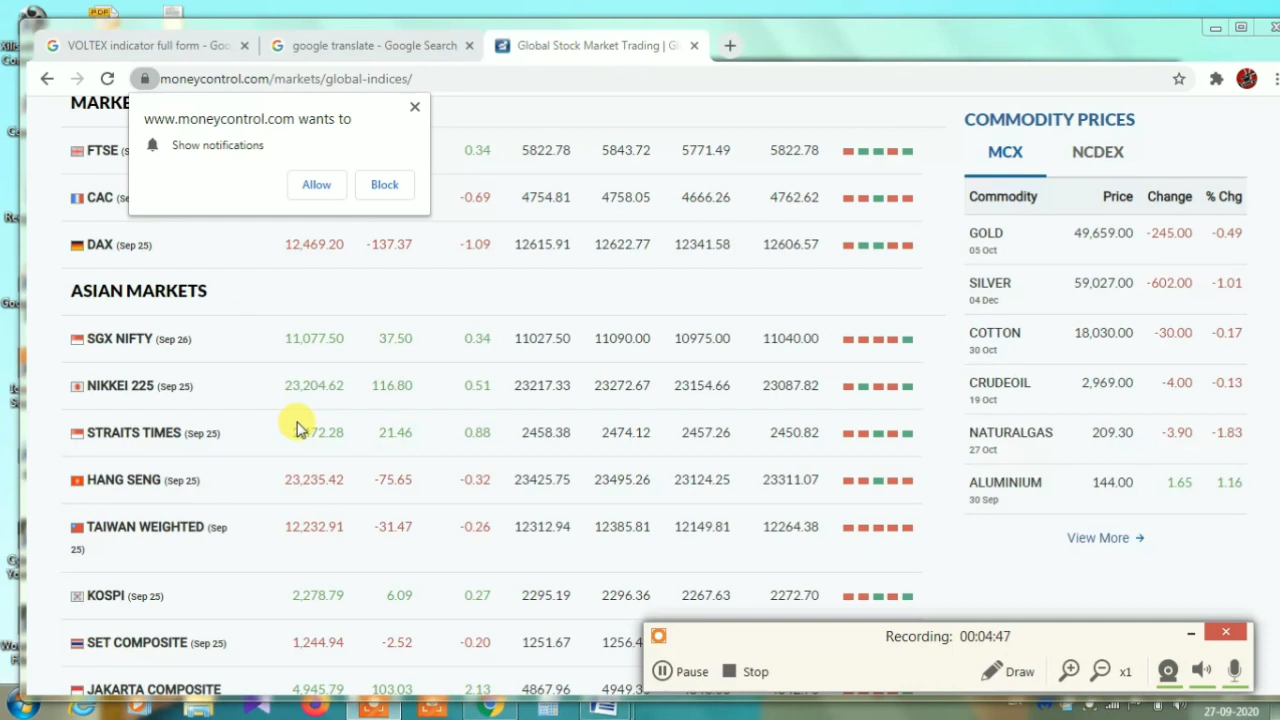 PDF
VOLTEX indicator full form - Goo
google translate - Google Search
Global Stock Market Trading | Gl
moneycontrol.com/markets/global-indices/
www.moneycontrol.com wants to
Show notifications
Allow Block
COMMODITY PRICES
MCX NCDEX
Commodity Price Change % Chg
GOLD 49,659.00 -245.00 -0.49
05 Oct
SILVER 59,027.00 -602.00 -1.01
04 Dec
COTTON 18,030.00 -30.00 -0.17
30 Oct
CRUDEOIL 2,969.00 -4.00 -0.13
19 Oct
NATURALGAS 209.30 -3.90 -1.83
27 Oct
ALUMINIUM 144.00 1.65 1.16
30 Sep
View More →
MARKE
FTSE (S 0.34 5822.78 5843.72 5771.49 5822.78
CAC (Se -0.69 4754.81 4758.05 4666.26 4762.62
DAX (Sep 25) 12,469.20 -137.37 -1.09 12615.91 12622.77 12341.58 12606.57
ASIAN MARKETS
SGX NIFTY (Sep 26) 11,077.50 37.50 0.34 11027.50 11090.00 10975.00 11040.00
NIKKEI 225 (Sep 25) 23,204.62 116.80 0.51 23217.33 23272.67 23154.66 23087.82
STRAITS TIMES (Sep 25) 72.28 21.46 0.88 2458.38 2474.12 2457.26 2450.82
HANG SENG (Sep 25) 23,235.42 -75.65 -0.32 23425.75 23495.26 23124.25 23311.07
TAIWAN WEIGHTED (Sep 12,232.91 -31.47 -0.26 12312.94 12385.81 12149.81 12264.38
25)
KOSPI (Sep 25) 2,278.79 6.09 0.27 2295.19 2296.36 2267.63 2272.70
SET COMPOSITE (Sep 25) 1,244.94 -2.52 -0.20 1251.67 1256.4
JAKARTA COMPOSITE 4,945.79 103.03 2.13 4867.96 4949.3
Recording: 00:04:47
Pause Stop Draw x1
27-09-2020